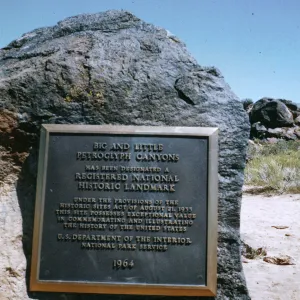 BIG AND LITTLE
PETROGLYPH CANYONS
HAS BEEN DESIGNATED A
REGISTERED NATIONAL
HISTORIC LANDMARK
UNDER THE PROVISIONS OF THE
HISTORIC SITES ACT OF AUGUST 21, 1935
THIS SITE POSSESSES EXCEPTIONAL VALUE
IN COMMEMORATING AND ILLUSTRATING
THE HISTORY OF THE UNITED STATES
U.S. DEPARTMENT OF THE INTERIOR
NATIONAL PARK SERVICE
1964